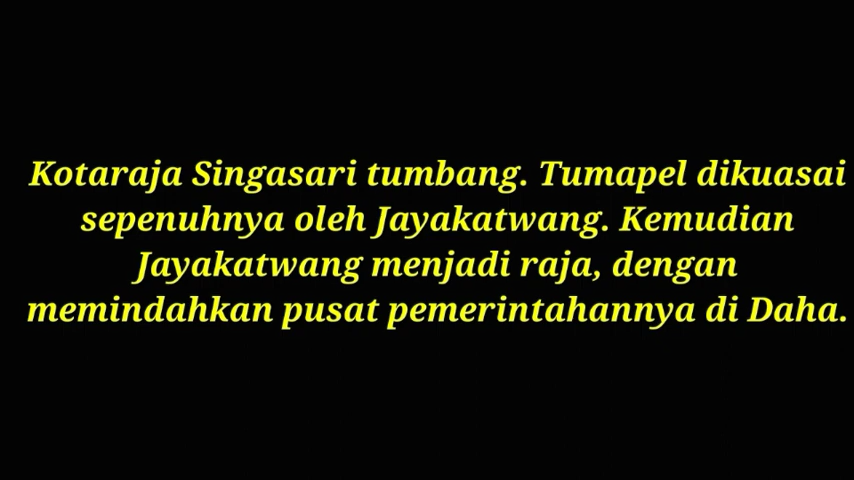 Kotaraja Singasari tumbang. Tumapel dikuasai
sepenuhnya oleh Jayakatwang. Kemudian
Jayakatwang menjadi raja, dengan
memindahkan pusat pemerintahannya di Daha.